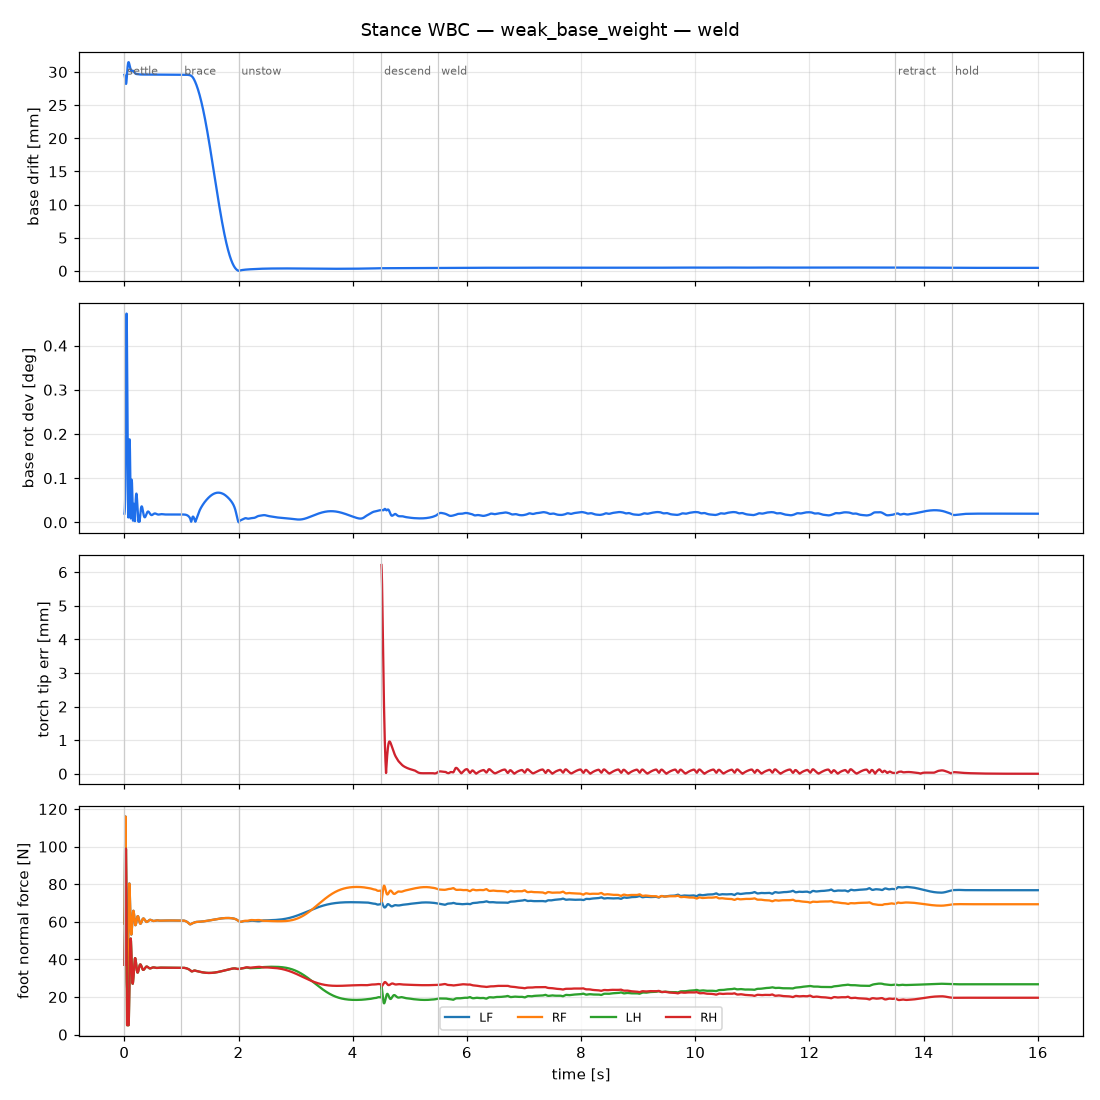 Stance WBC — weak_base_weight — weld
settle brace unstow descend weld retract hold
30
25
20
15
10
5
0
base drift [mm]
0.4
0.3
0.2
0.1
0.0
base rot dev [deg]
6
5
4
3
2
1
0
torch tip err [mm]
120
100
80
60
40
20
0
foot normal force [N]
LF RF LH RH
0 2 4 6 8 10 12 14 16
time [s]